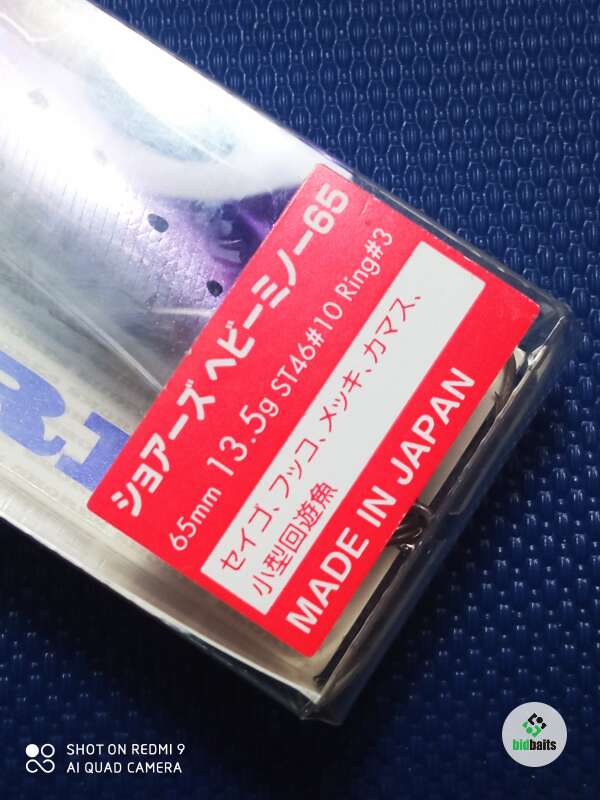 ショアーズ ヘビーミノー65
65mm 13.5g ST46#10 Ring#3
セイゴ、フッコ、メッキ、カマス、
小型回遊魚
MADE IN JAPAN
SHOT ON REDMI 9
AI QUAD CAMERA
bidbaits